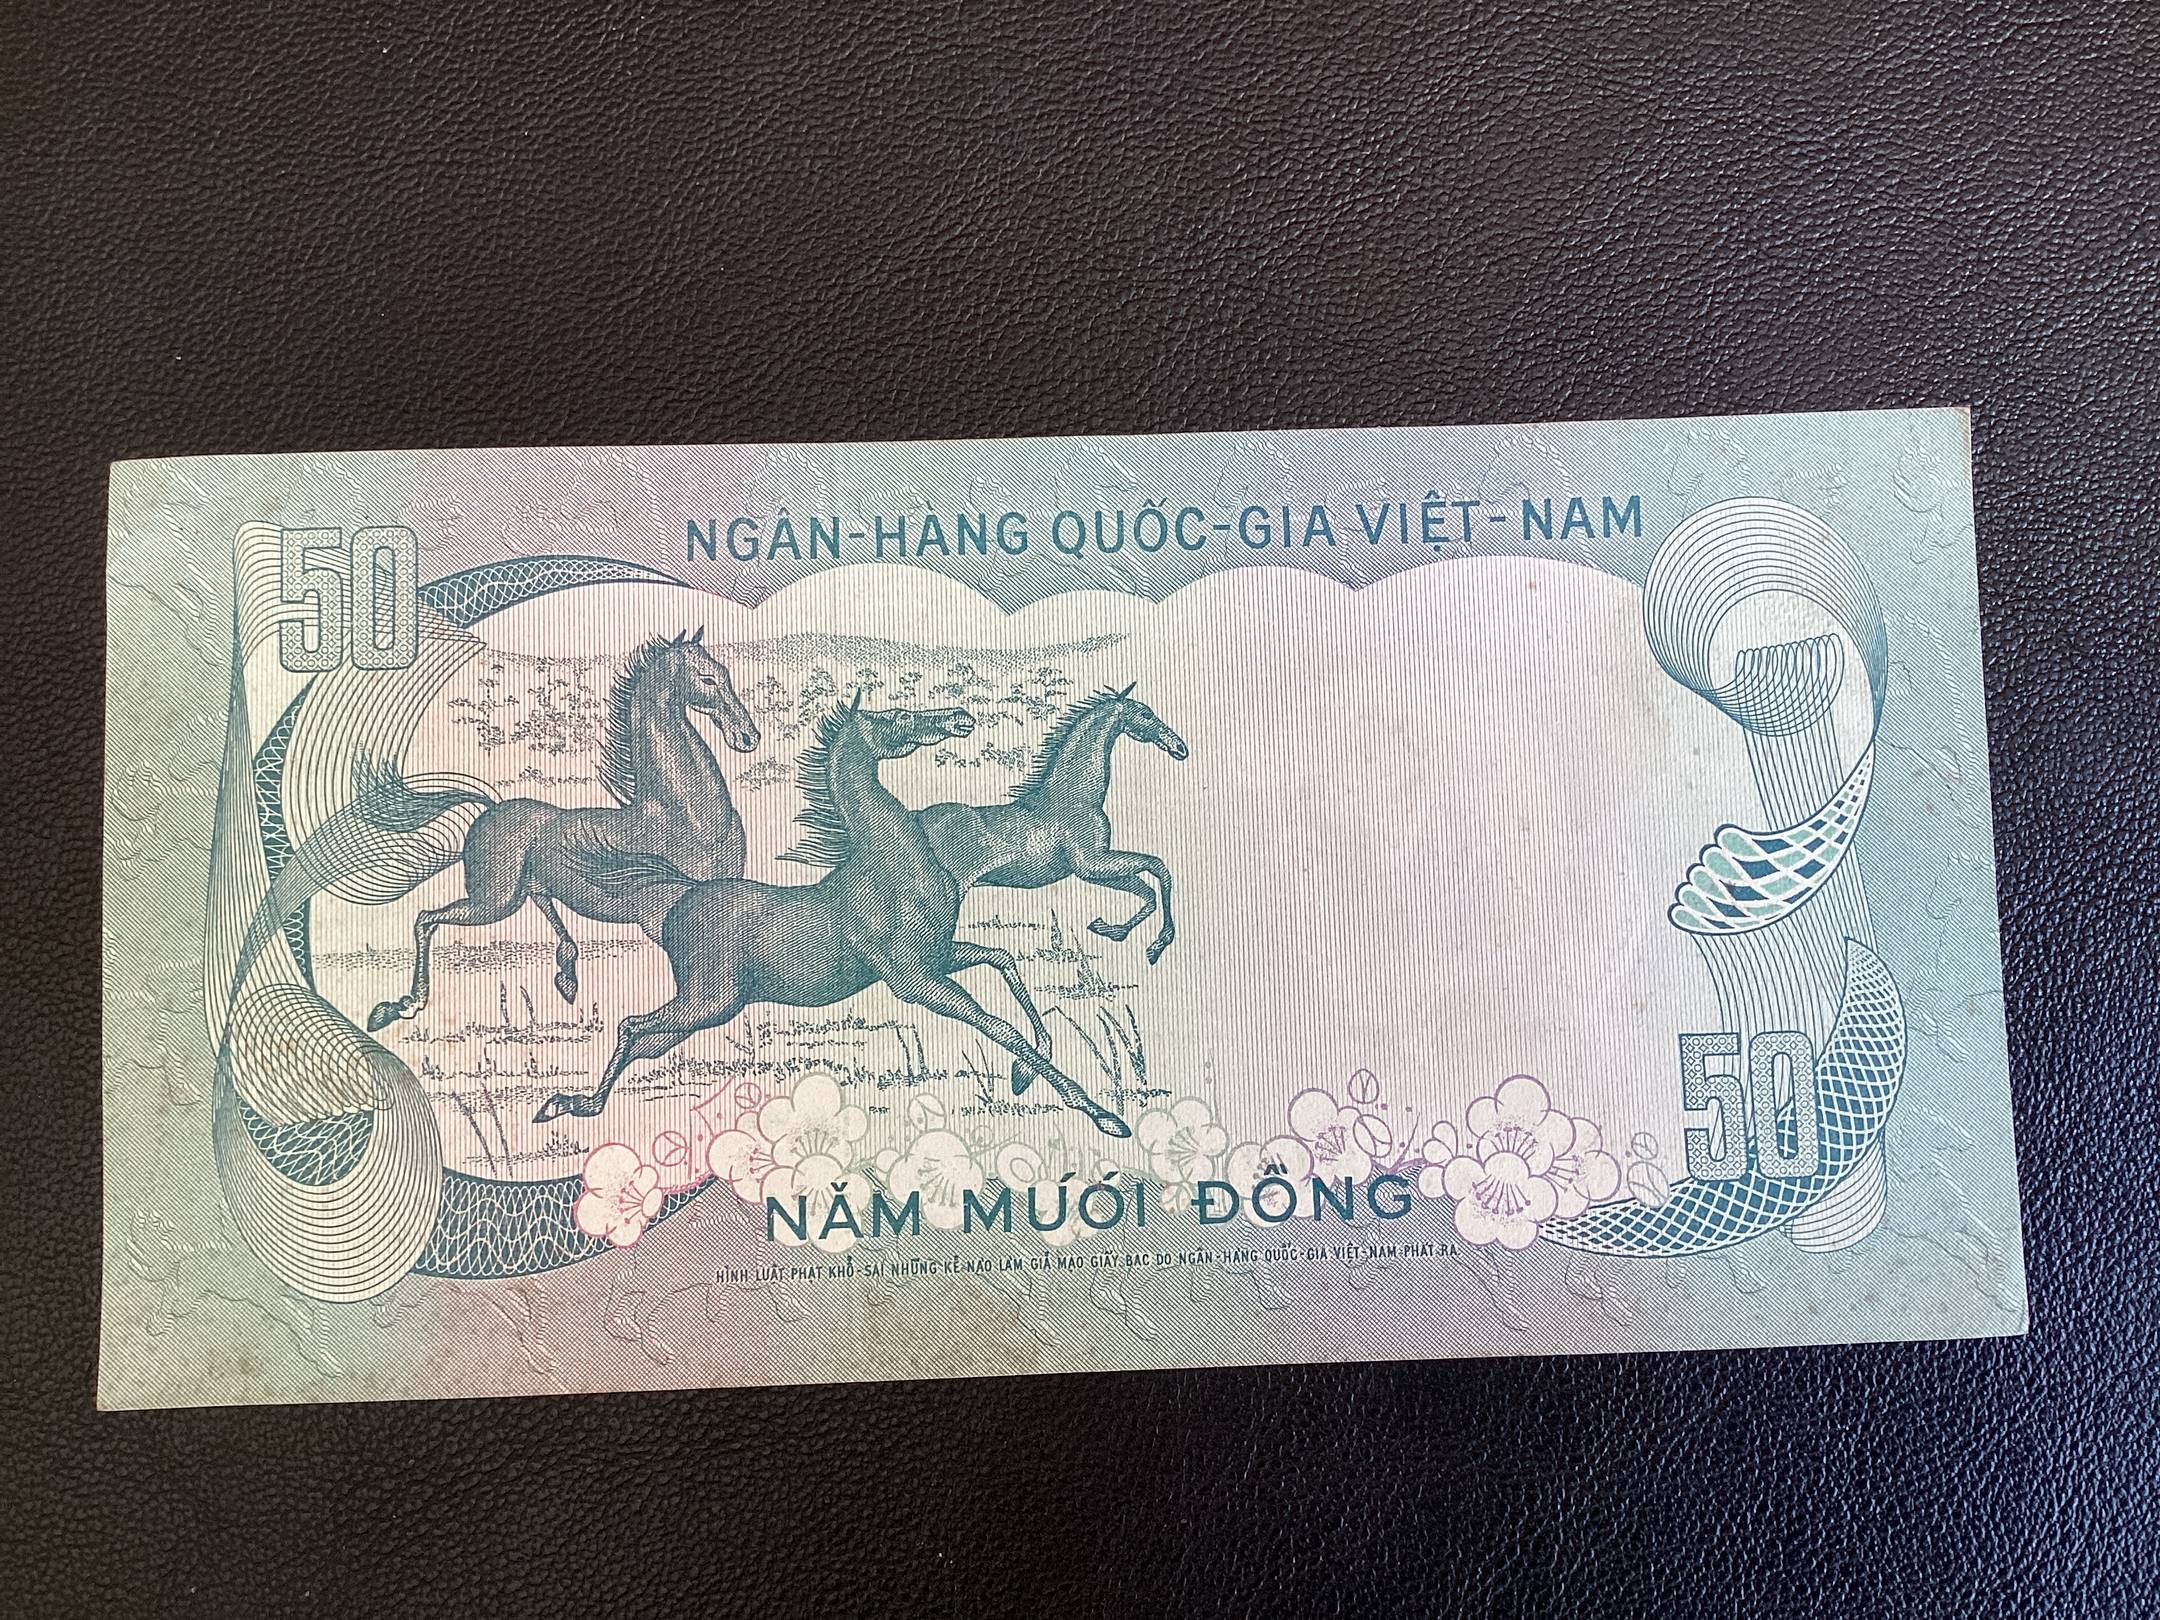 NGÂN-HÀNG QUỐC-GIA VIỆT-NAM
50
50
NĂM MƯƠI ĐỒNG
HÌNH LUẬT PHẠT KHỔ-SAI NHỮNG KẺ NÀO LÀM GIẢ MẠO GIẤY BẠC DO NGÂN-HÀNG QUỐC-GIA VIỆT-NAM PHÁT RA.